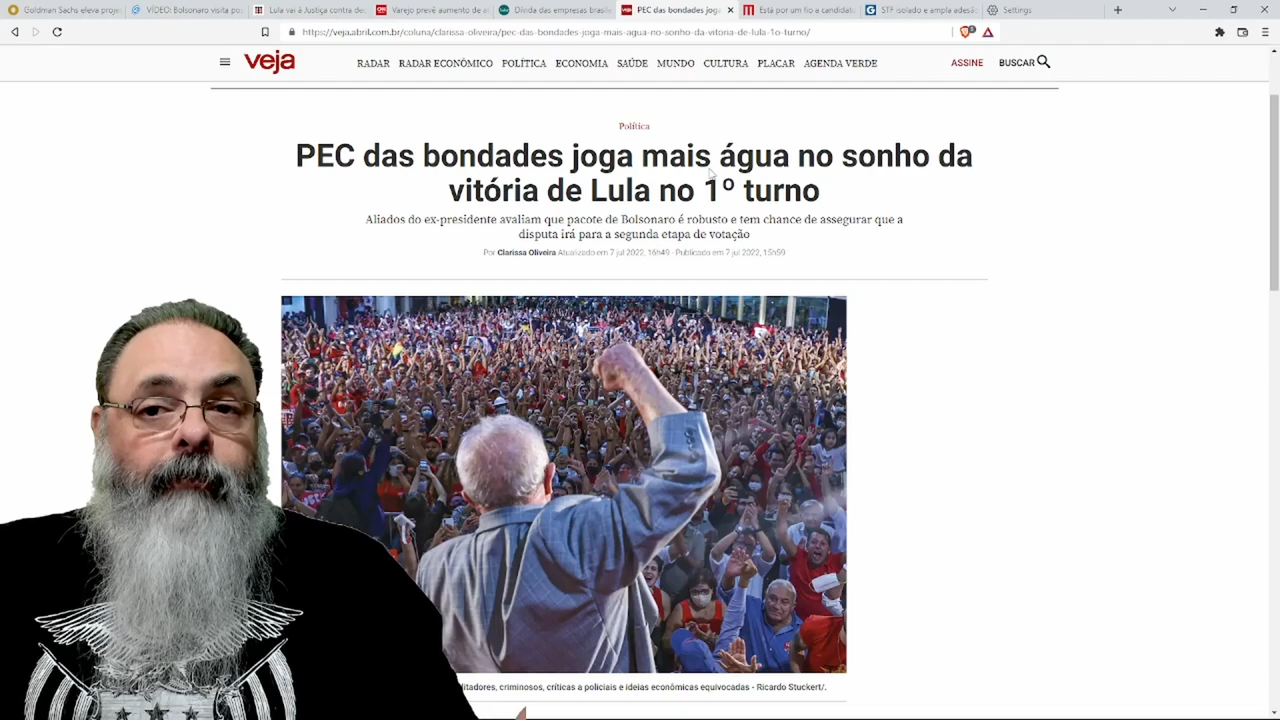 Goldman Sachs eleva proje
VÍDEO: Bolsonaro visita po
Lula vai à Justiça contra de
Varejo prevê aumento de a
Dívida das empresas brasile
PEC das bondades joga
Está por um fio a candidat
STF isolado e ampla adesã
Settings
https://veja.abril.com.br/coluna/clarissa-oliveira/pec-das-bondades-joga-mais-agua-no-sonho-da-vitoria-de-lula-no-1o-turno/
veja
RADAR RADAR ECONÔMICO POLÍTICA ECONOMIA SAÚDE MUNDO CULTURA PLACAR AGENDA VERDE
ASSINE BUSCAR
Política
PEC das bondades joga mais água no sonho da
vitória de Lula no 1º turno
Aliados do ex-presidente avaliam que pacote de Bolsonaro é robusto e tem chance de assegurar que a
disputa irá para a segunda etapa de votação
Por Clarissa Oliveira Atualizado em 7 jul 2022, 16h49 - Publicado em 7 jul 2022, 15h59
litadores, criminosos, críticas a policiais e ideias econômicas equivocadas - Ricardo Stuckert/.